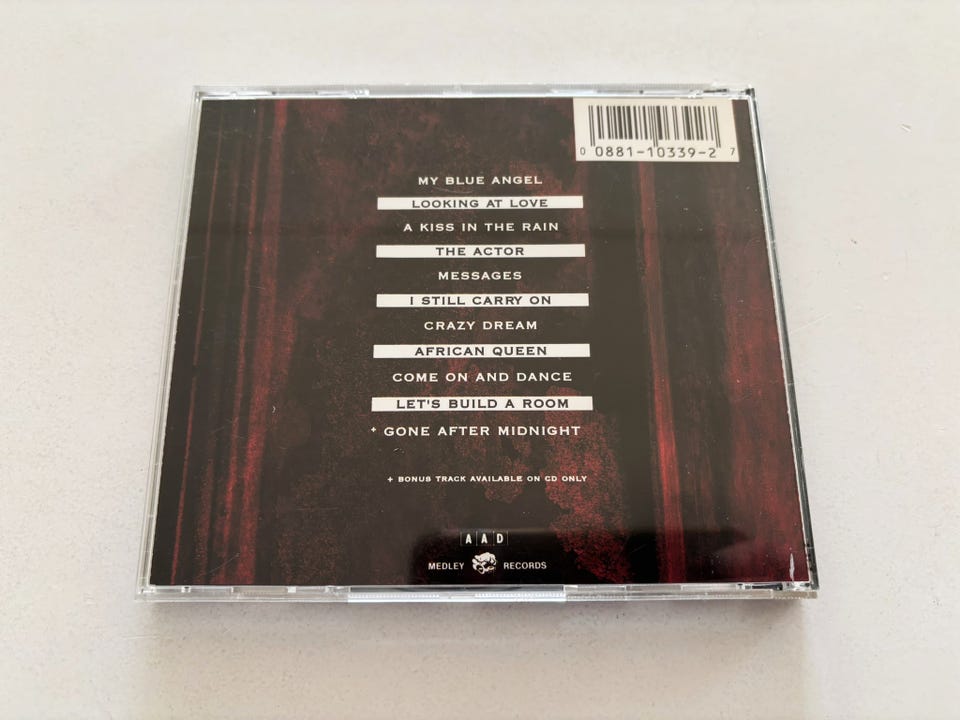 0 0881-10339-2 7
MY BLUE ANGEL
LOOKING AT LOVE
A KISS IN THE RAIN
THE ACTOR
MESSAGES
I STILL CARRY ON
CRAZY DREAM
AFRICAN QUEEN
COME ON AND DANCE
LET'S BUILD A ROOM
+ GONE AFTER MIDNIGHT
+ BONUS TRACK AVAILABLE ON CD ONLY
A A D
MEDLEY RECORDS